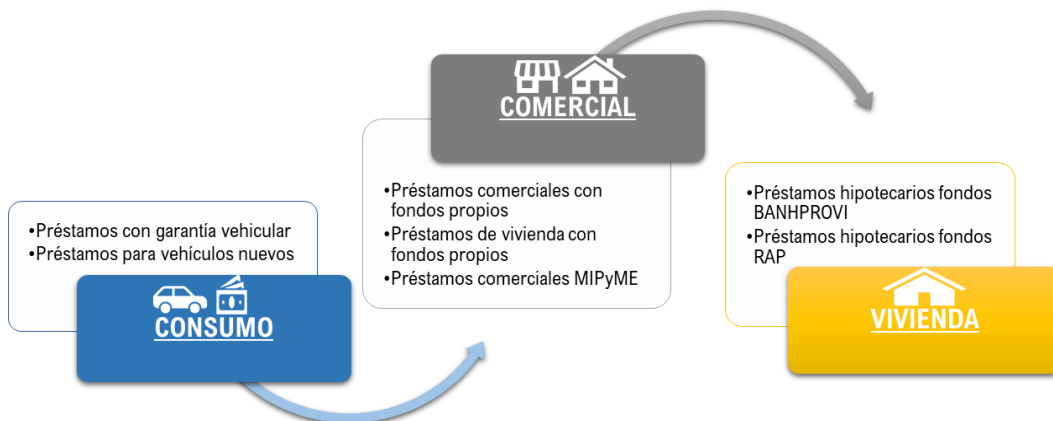 •Préstamos con garantía vehicular
•Préstamos para vehículos nuevos
CONSUMO
COMERCIAL
•Préstamos comerciales con
fondos propios
•Préstamos de vivienda con
fondos propios
•Préstamos comerciales MIPyME
•Préstamos hipotecarios fondos
BANHPROVI
•Préstamos hipotecarios fondos
RAP
VIVIENDA